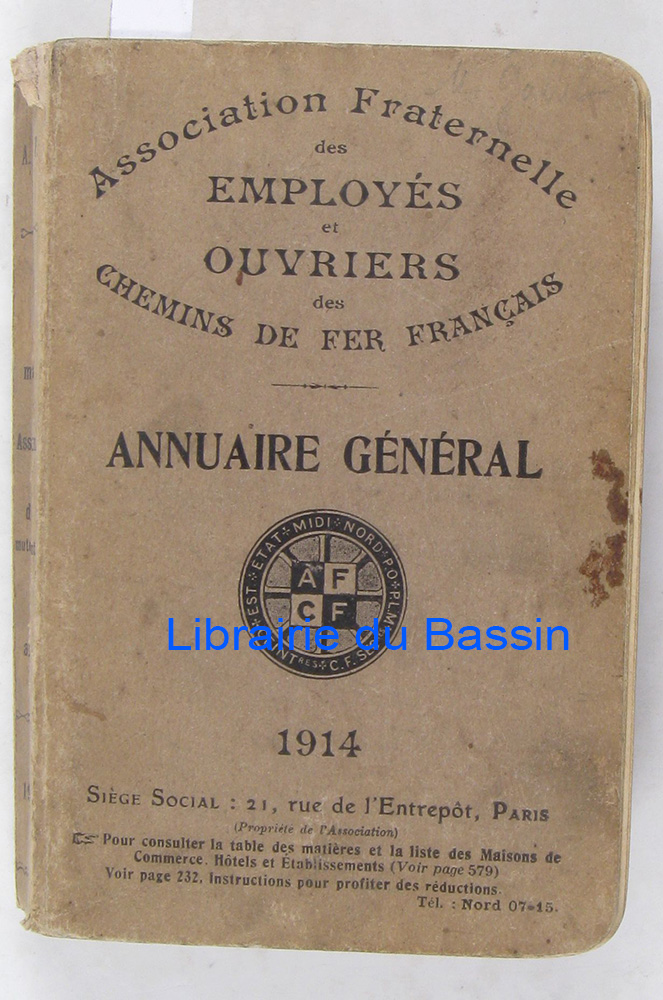 Association Fraternelle
des
EMPLOYÉS
et
OUVRIERS
des
CHEMINS DE FER FRANÇAIS
ANNUAIRE GÉNÉRAL
EST ✢ ETAT ✢ MIDI ✢ NORD ✢ P.O ✢ P.L.M
A F
C F
C.F.
Librairie du Bassin
1914
SIÈGE SOCIAL : 21, rue de l'Entrepôt, PARIS
(Propriété de l'Association)
☞ Pour consulter la table des matières et la liste des Maisons de
Commerce, Hôtels et Établissements (Voir page 579)
Voir page 232, Instructions pour profiter des réductions.
Tél. : Nord 07-15.